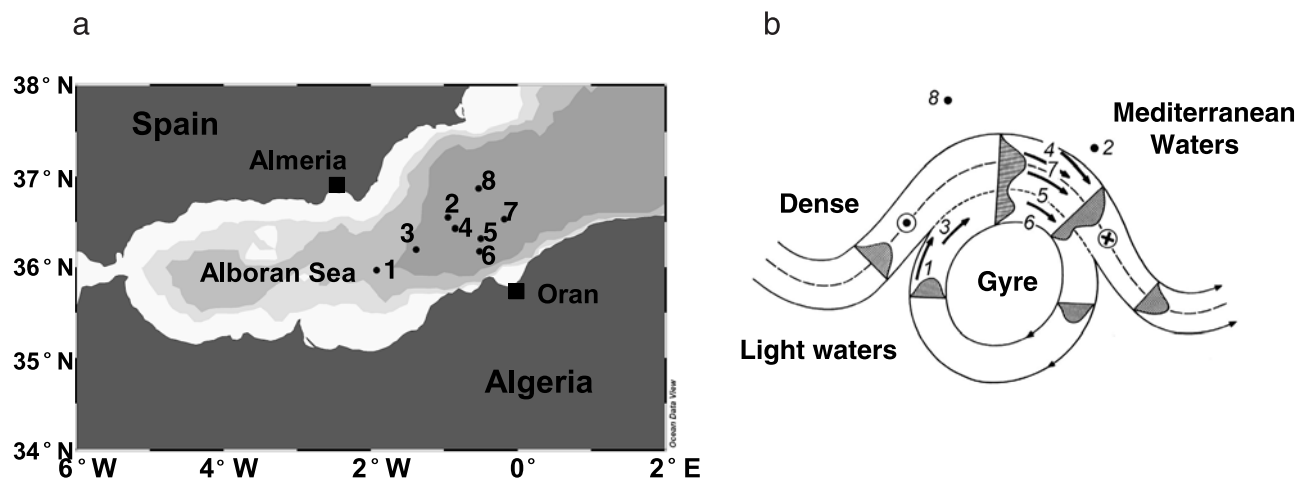 a
b
38° N
37° N
36° N
35° N
34° N
6° W
4° W
2° W
0°
2° E
Spain
Almeria
8
2
7
4
3
5
6
1
Alboran Sea
Oran
Algeria
Ocean Data View
8
Mediterranean
Waters
4
2
7
Dense
5
3
6
1
Gyre
Light waters